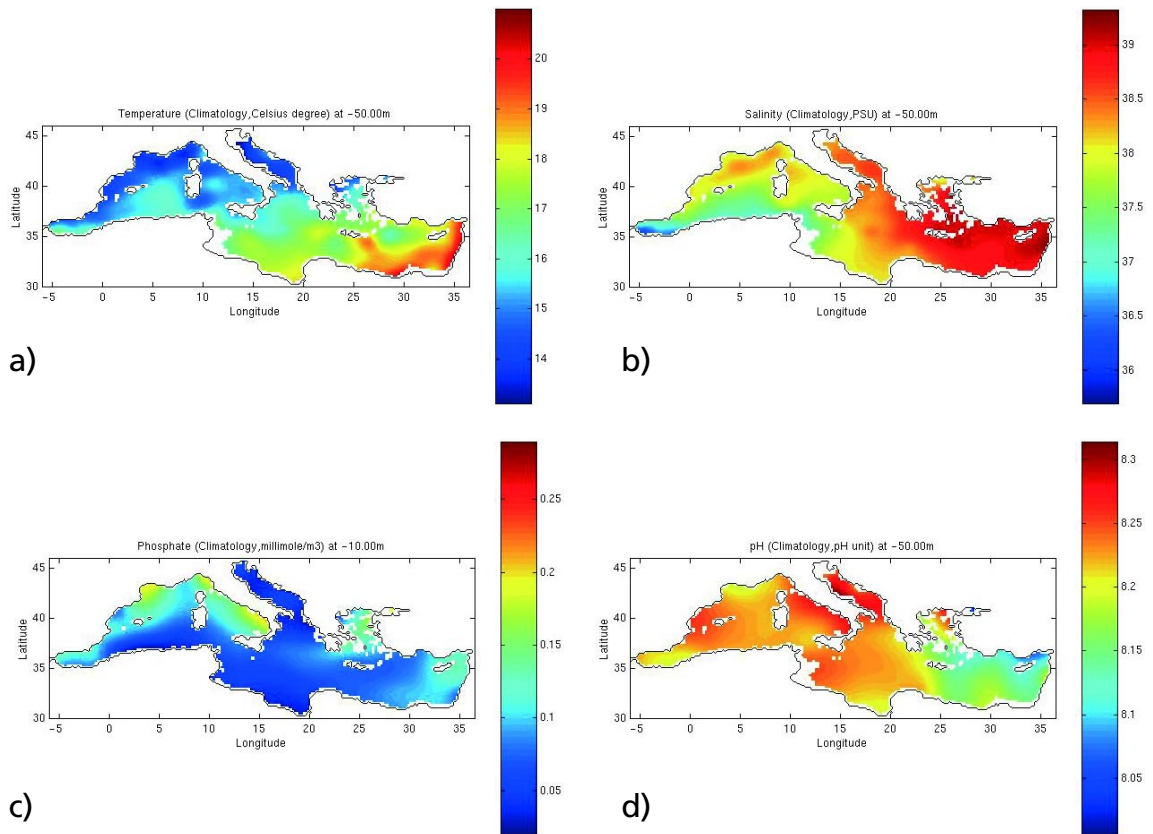 Temperature (Climatology,Celsius degree) at −50.00m
45
40
35
30
Latitude
−5 0 5 10 15 20 25 30 35
Longitude
20
19
18
17
16
15
14
a)
Salinity (Climatology,PSU) at −50.00m
45
40
35
30
Latitude
−5 0 5 10 15 20 25 30 35
Longitude
39
38.5
38
37.5
37
36.5
36
b)
Phosphate (Climatology,millimole/m3) at −10.00m
45
40
35
30
Latitude
−5 0 5 10 15 20 25 30 35
Longitude
0.25
0.2
0.15
0.1
0.05
c)
pH (Climatology,pH unit) at −50.00m
45
40
35
30
Latitude
−5 0 5 10 15 20 25 30 35
Longitude
8.3
8.25
8.2
8.15
8.1
8.05
d)